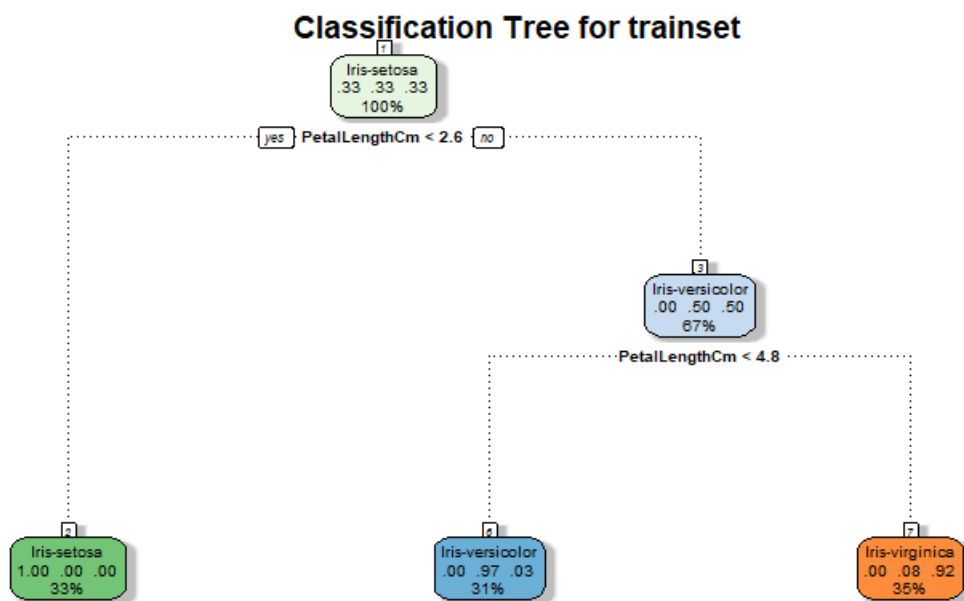 Classification Tree for trainset
1
Iris-setosa
.33 .33 .33
100%
yes PetalLengthCm < 2.6 no
3
Iris-versicolor
.00 .50 .50
67%
PetalLengthCm < 4.8
2
Iris-setosa
1.00 .00 .00
33%
6
Iris-versicolor
.00 .97 .03
31%
7
Iris-virginica
.00 .08 .92
35%